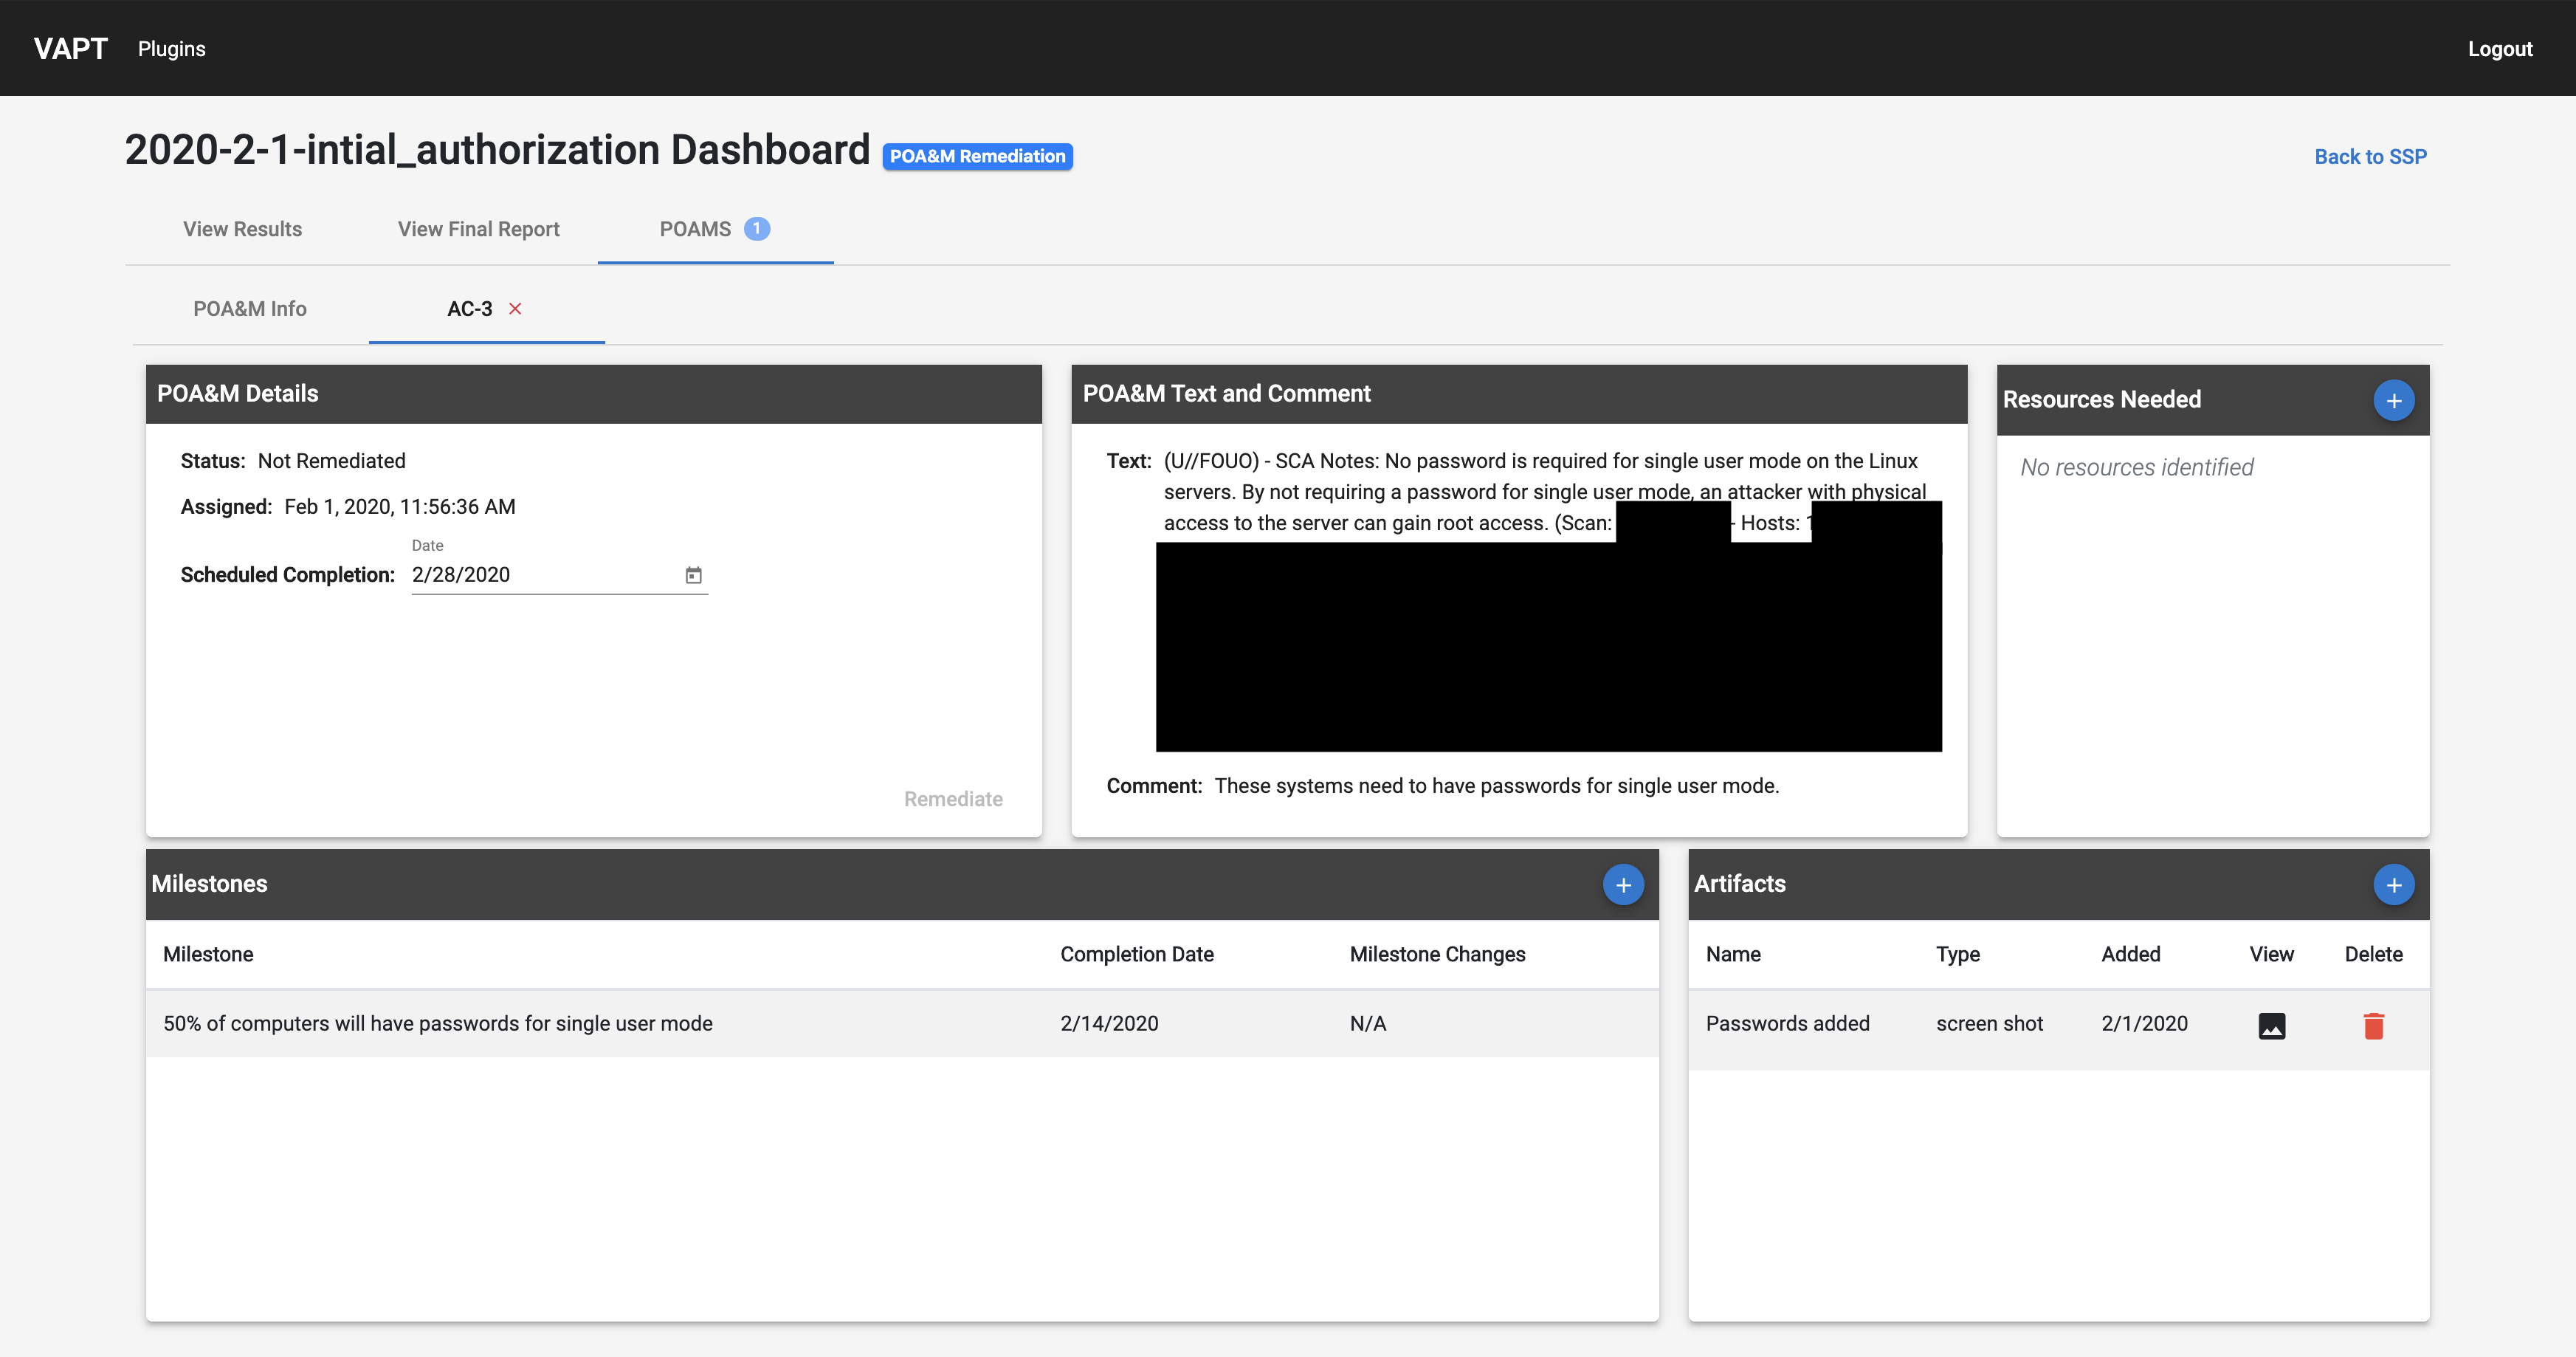 VAPT Plugins Logout
2020-2-1-intial_authorization Dashboard POA&M Remediation Back to SSP
View Results View Final Report POAMS 1
POA&M Info AC-3
POA&M Details
Status: Not Remediated
Assigned: Feb 1, 2020, 11:56:36 AM
Date
Scheduled Completion: 2/28/2020
Remediate
POA&M Text and Comment
Text: (U//FOUO) - SCA Notes: No password is required for single user mode on the Linux
servers. By not requiring a password for single user mode, an attacker with physical
access to the server can gain root access. (Scan: - Hosts:
Comment: These systems need to have passwords for single user mode.
Resources Needed +
No resources identified
Milestones +
Milestone Completion Date Milestone Changes
50% of computers will have passwords for single user mode 2/14/2020 N/A
Artifacts +
Name Type Added View Delete
Passwords added screen shot 2/1/2020